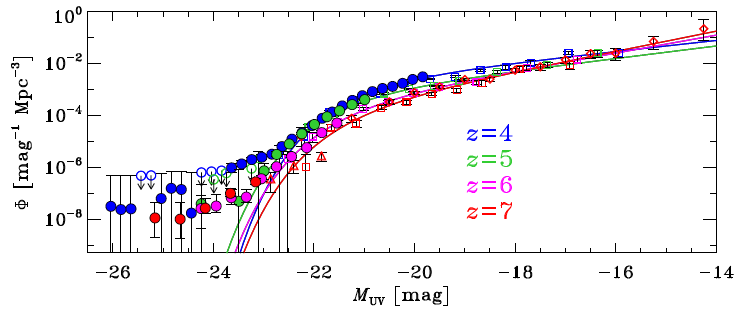 10⁰
10⁻²
10⁻⁴
10⁻⁶
10⁻⁸
Φ [mag⁻¹ Mpc⁻³]
z=4
z=5
z=6
z=7
−26 −24 −22 −20 −18 −16 −14
M_UV [mag]